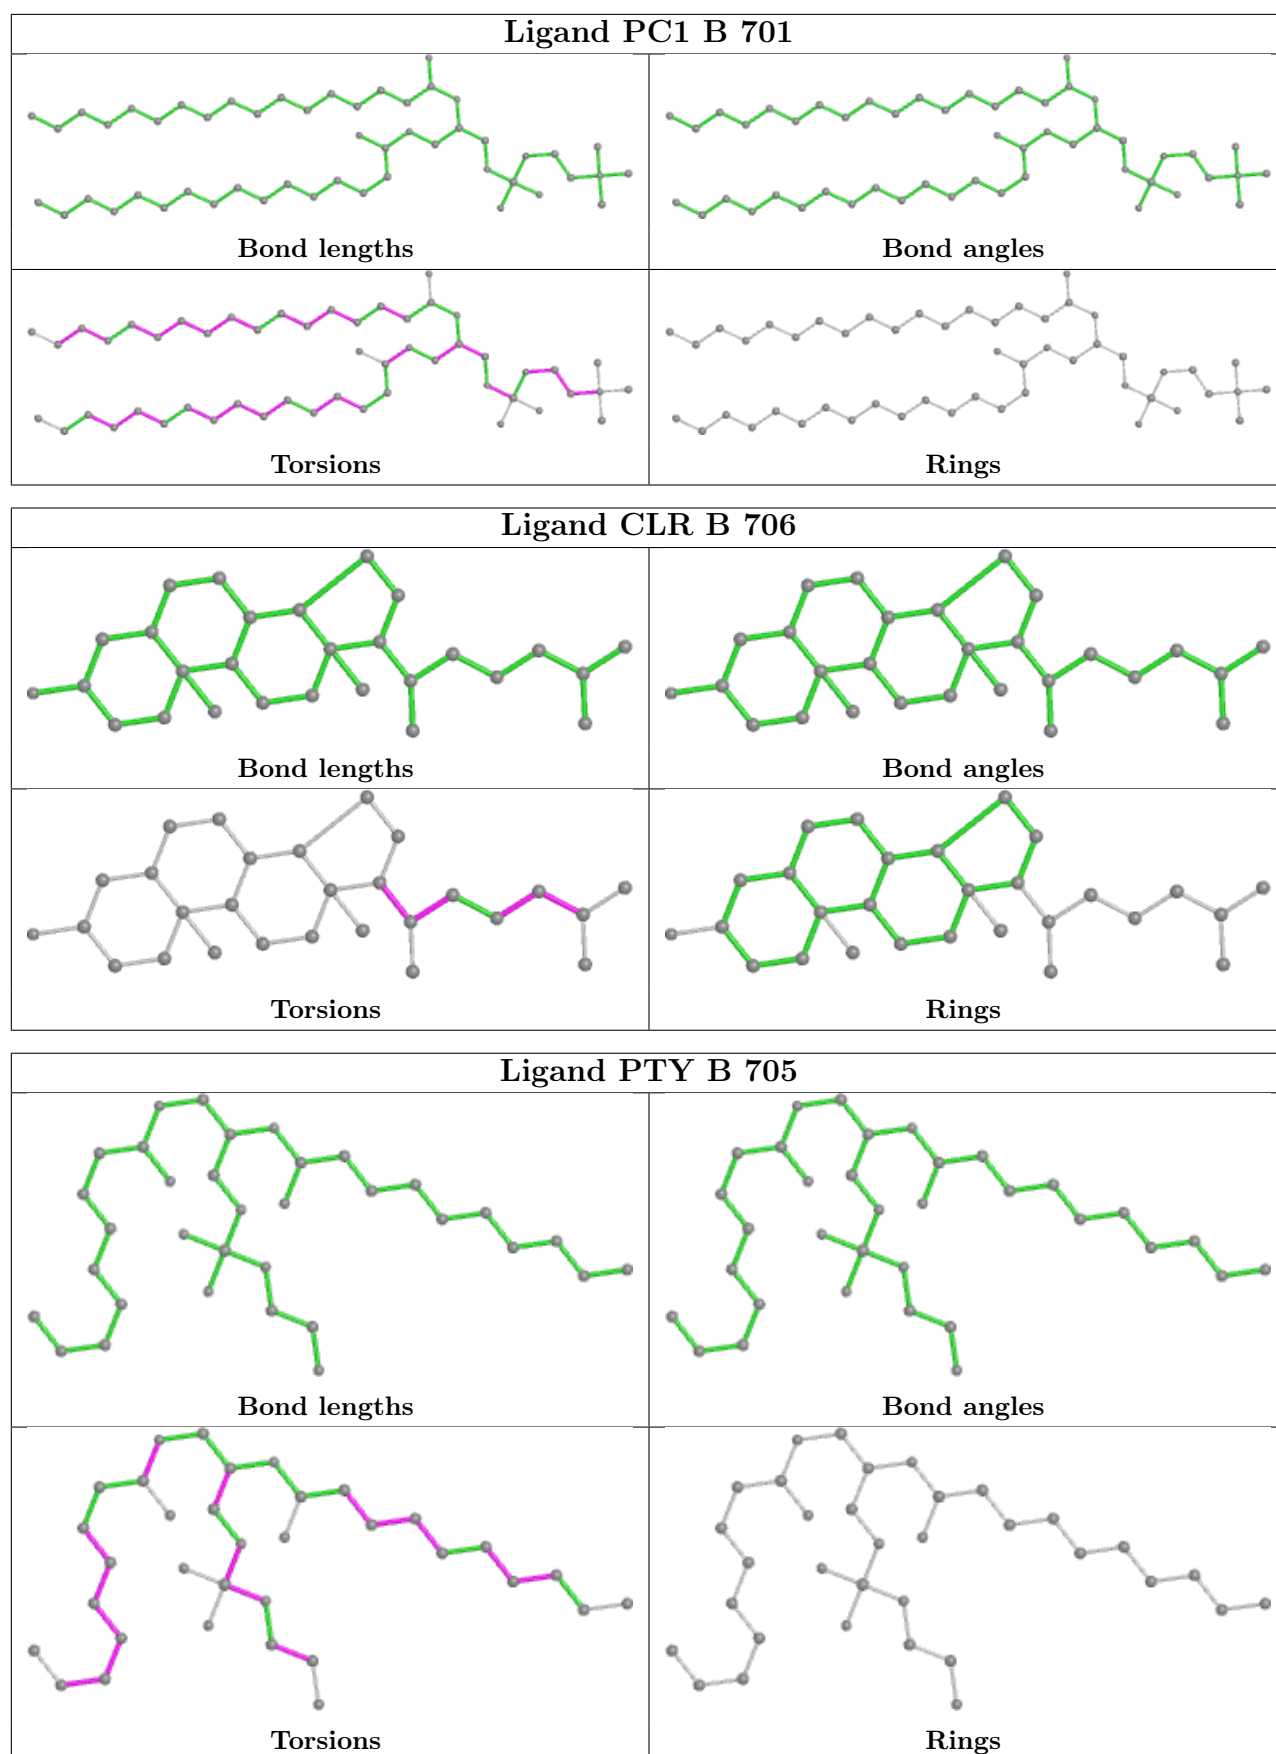 Ligand PC1 B 701
Bond lengths
Bond angles
Torsions
Rings
Ligand CLR B 706
Bond lengths
Bond angles
Torsions
Rings
Ligand PTY B 705
Bond lengths
Bond angles
Torsions
Rings